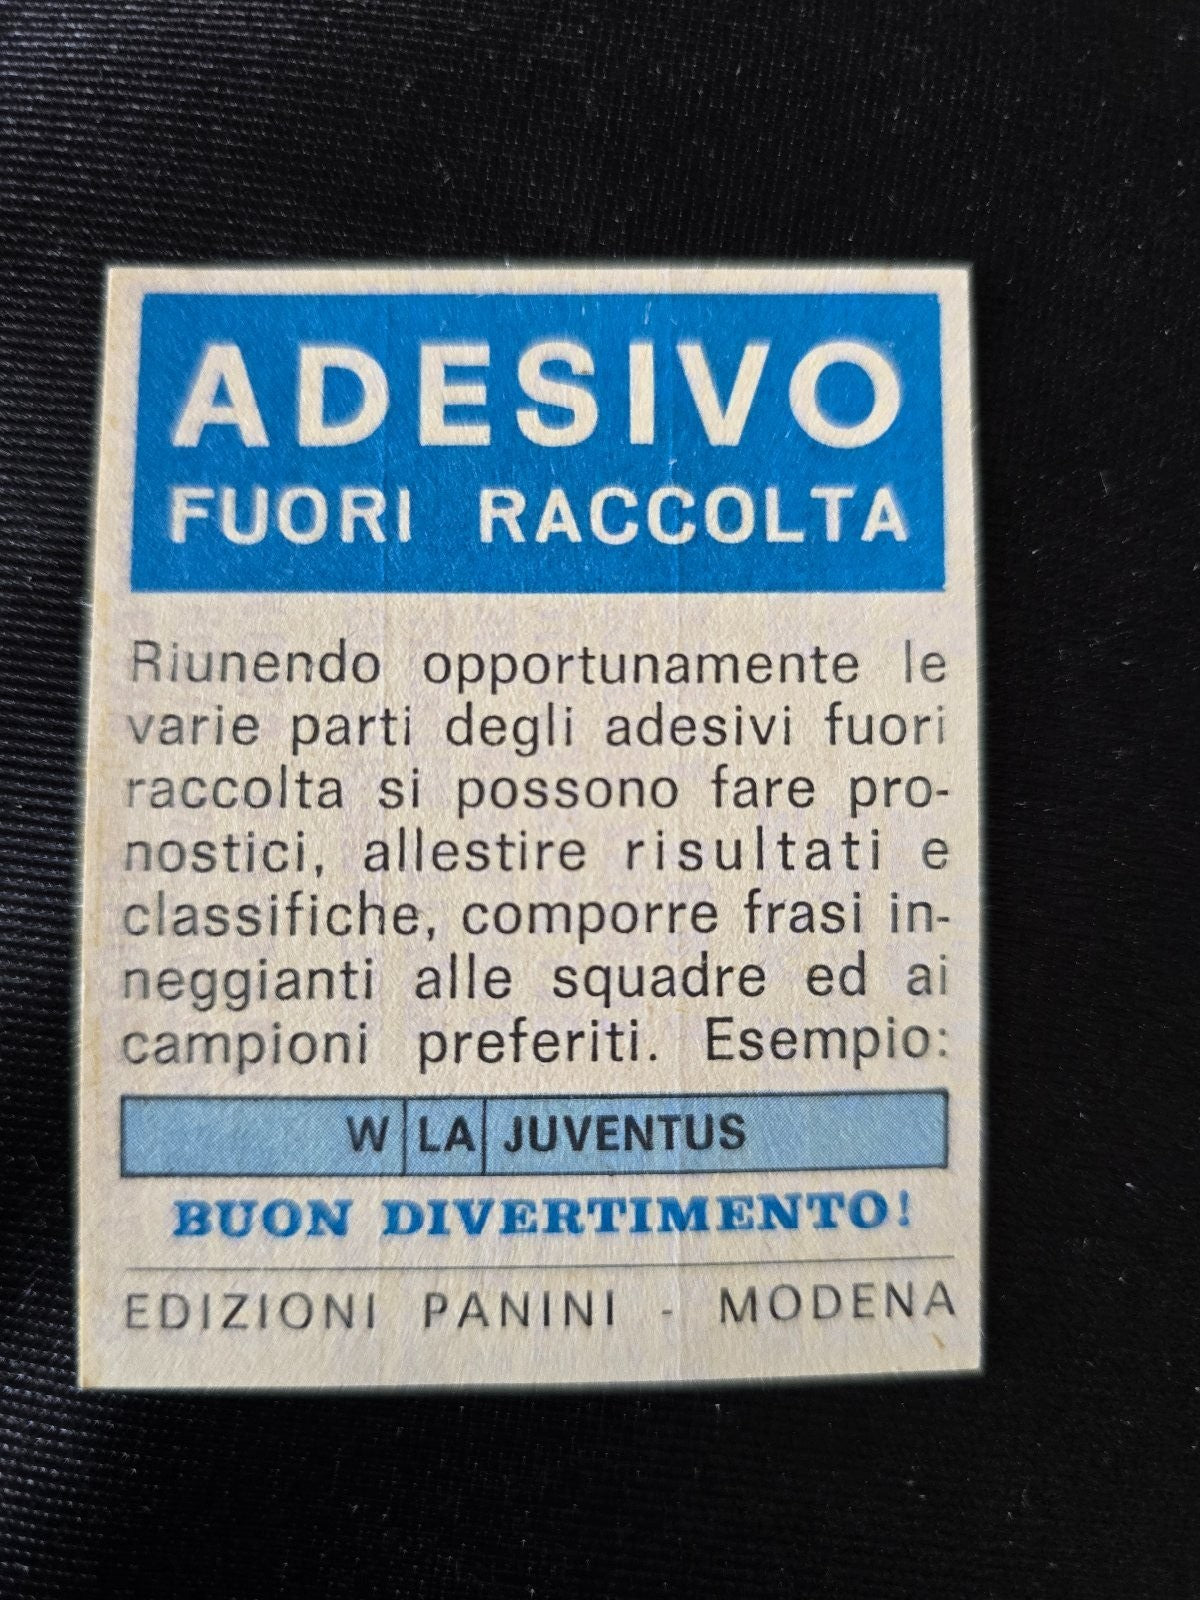 ADESIVO
FUORI RACCOLTA
Riunendo opportunamente le
varie parti degli adesivi fuori
raccolta si possono fare pro-
nostici, allestire risultati e
classifiche, comporre frasi in-
neggianti alle squadre ed ai
campioni preferiti. Esempio:
W LA JUVENTUS
BUON DIVERTIMENTO!
EDIZIONI PANINI - MODENA